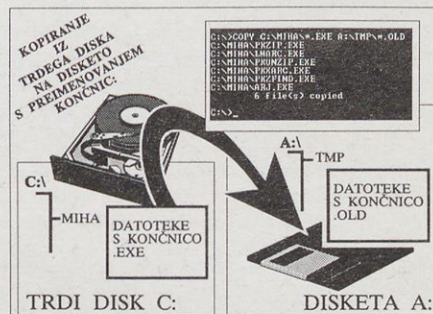 KOPIRANJE
IZ
TRDEGA DISKA
NA DISKETO
S PREIMENOVANJEM
KONČNIC:
C:\>COPY C:\MIHA\*.EXE A:\TMP\*.OLD
C:\MIHA\PKZIP.EXE
C:\MIHA\LHARC.EXE
C:\MIHA\PKUNZIP.EXE
C:\MIHA\PKXARC.EXE
C:\MIHA\PKZFIND.EXE
C:\MIHA\ARJ.EXE
6 file(s) copied
C:\>_
C:\
MIHA
DATOTEKE
S KONČNICO
.EXE
TRDI DISK C:
A:\
TMP
DATOTEKE
S KONČNICO
.OLD
DISKETA A: